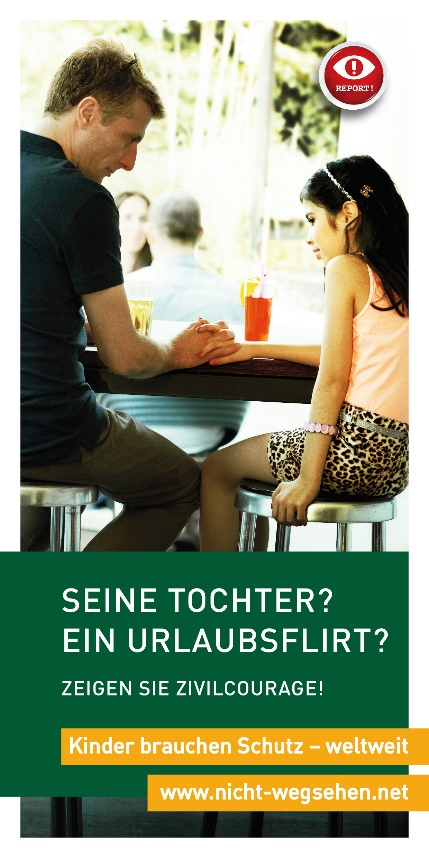 REPORT!
SEINE TOCHTER?
EIN URLAUBSFLIRT?
ZEIGEN SIE ZIVILCOURAGE!
Kinder brauchen Schutz – weltweit
www.nicht-wegsehen.net